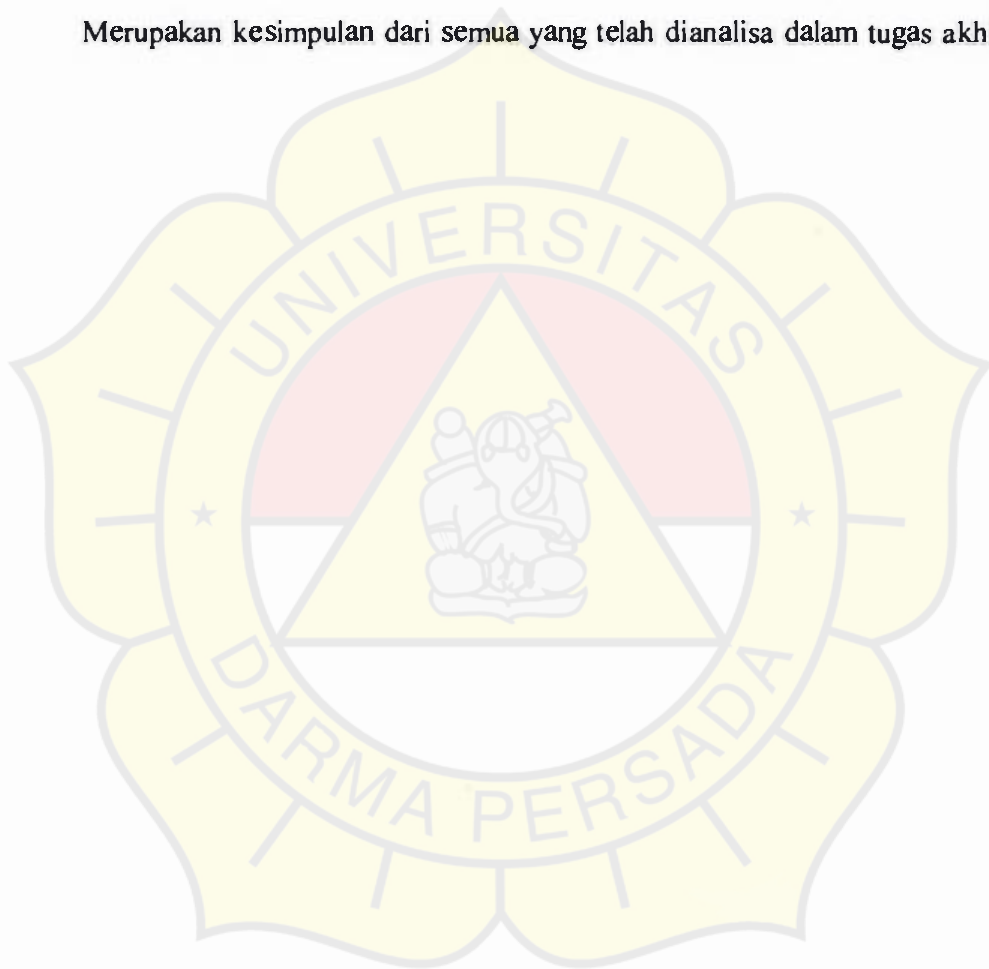 Merupakan kesimpulan dari semua yang telah dianalisa dalam tugas akh
UNIVERSITAS
DARMA PERSADA